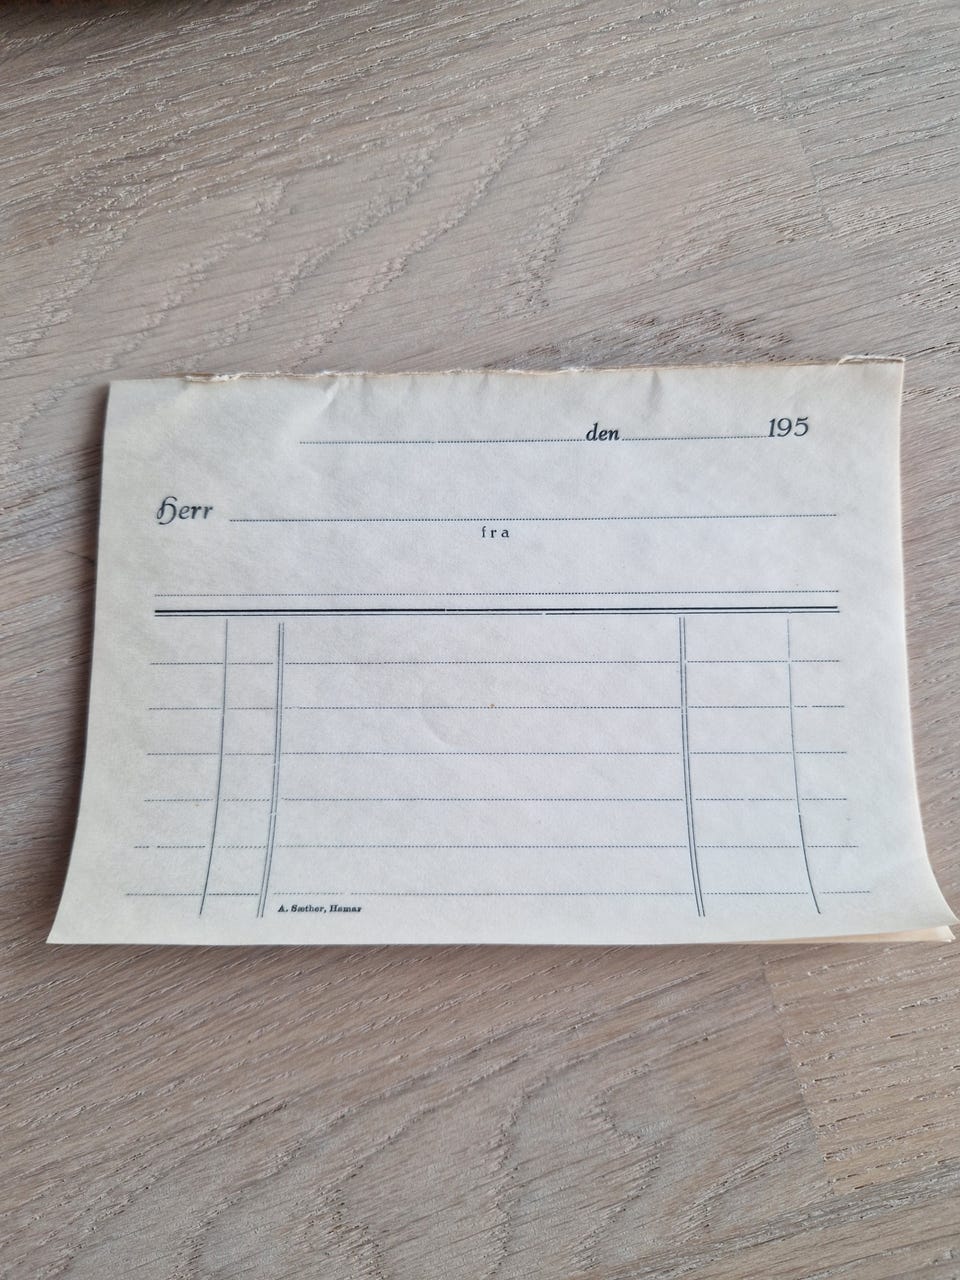 den 195
Herr
fra
A. Sæther, Hamar